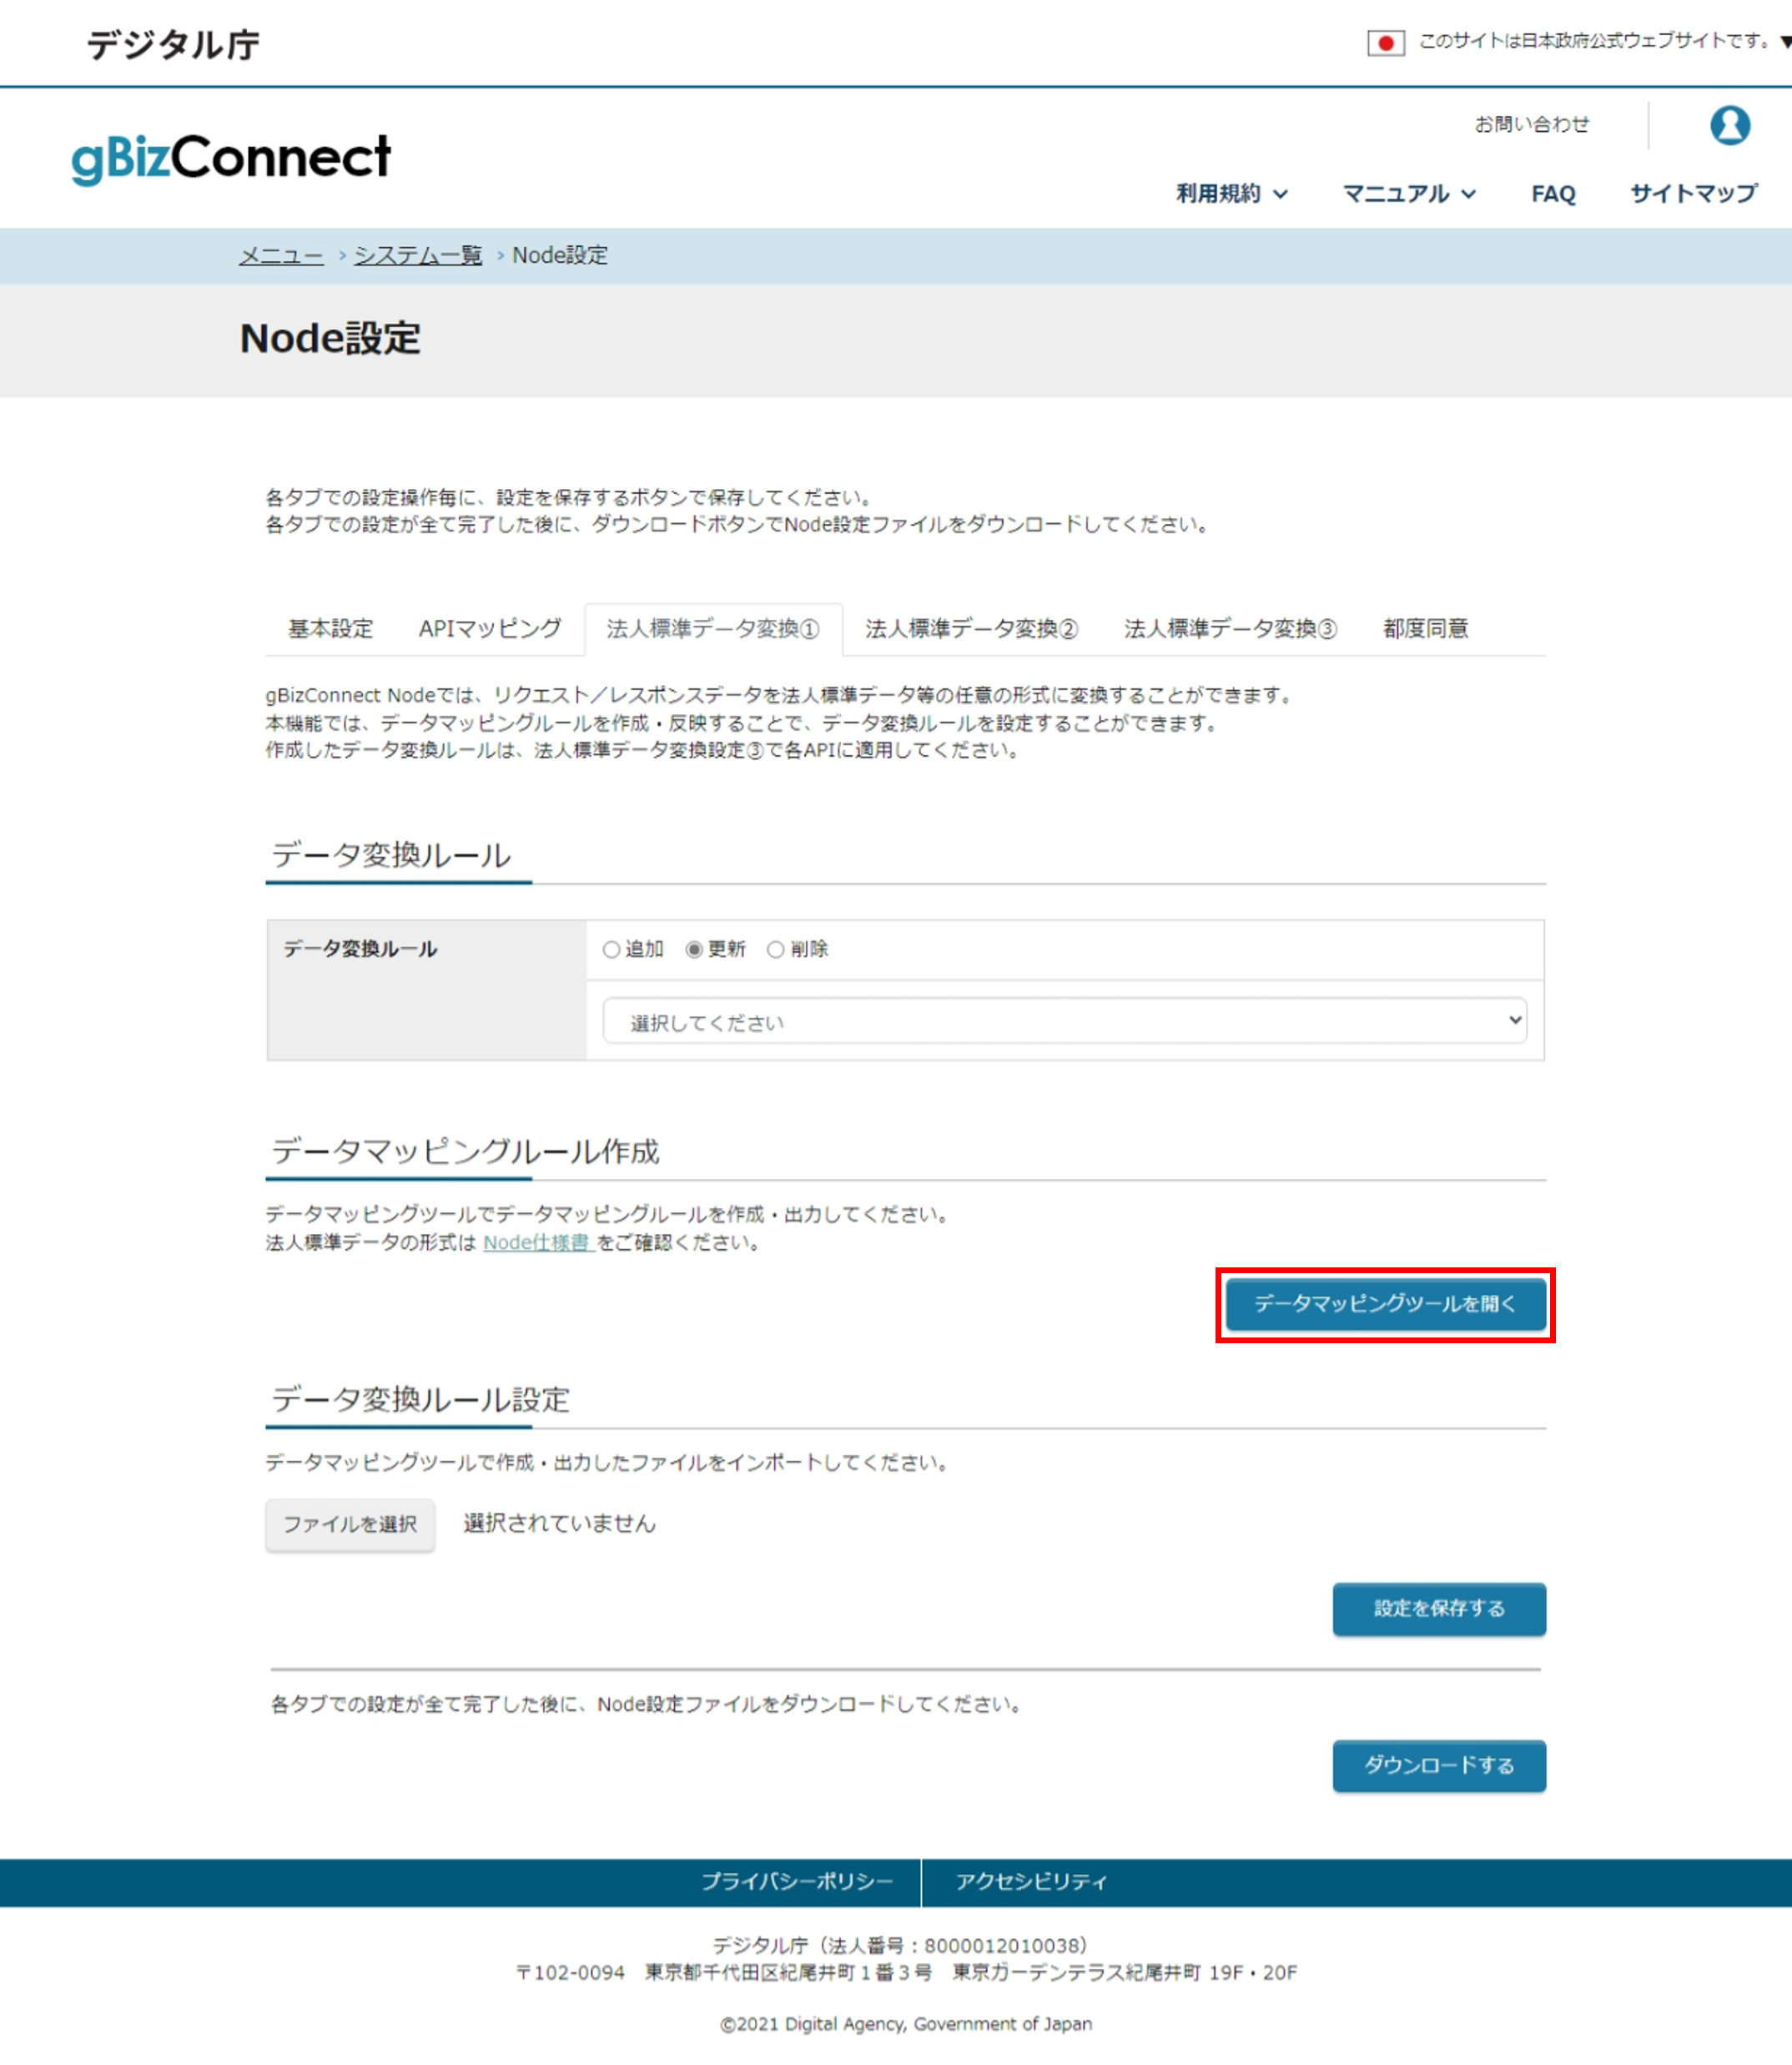 デジタル庁
このサイトは日本政府公式ウェブサイトです。 ▼
gBizConnect
お問い合わせ
利用規約 マニュアル FAQ サイトマップ
メニュー > システム一覧 > Node設定
Node設定
各タブでの設定操作毎に、設定を保存するボタンで保存してください。
各タブでの設定が全て完了した後に、ダウンロードボタンでNode設定ファイルをダウンロードしてください。
基本設定 APIマッピング 法人標準データ変換① 法人標準データ変換② 法人標準データ変換③ 都度同意
gBizConnect Nodeでは、リクエスト／レスポンスデータを法人標準データ等の任意の形式に変換することができます。
本機能では、データマッピングルールを作成・反映することで、データ変換ルールを設定することができます。
作成したデータ変換ルールは、法人標準データ変換設定③で各APIに適用してください。
データ変換ルール
データ変換ルール 追加 更新 削除
選択してください
データマッピングルール作成
データマッピングツールでデータマッピングルールを作成・出力してください。
法人標準データの形式は Node仕様書 をご確認ください。
データマッピングツールを開く
データ変換ルール設定
データマッピングツールで作成・出力したファイルをインポートしてください。
ファイルを選択 選択されていません
設定を保存する
各タブでの設定が全て完了した後に、Node設定ファイルをダウンロードしてください。
ダウンロードする
プライバシーポリシー アクセシビリティ
デジタル庁（法人番号：8000012010038）
〒102-0094　東京都千代田区紀尾井町１番３号　東京ガーデンテラス紀尾井町 19F・20F
©2021 Digital Agency, Government of Japan